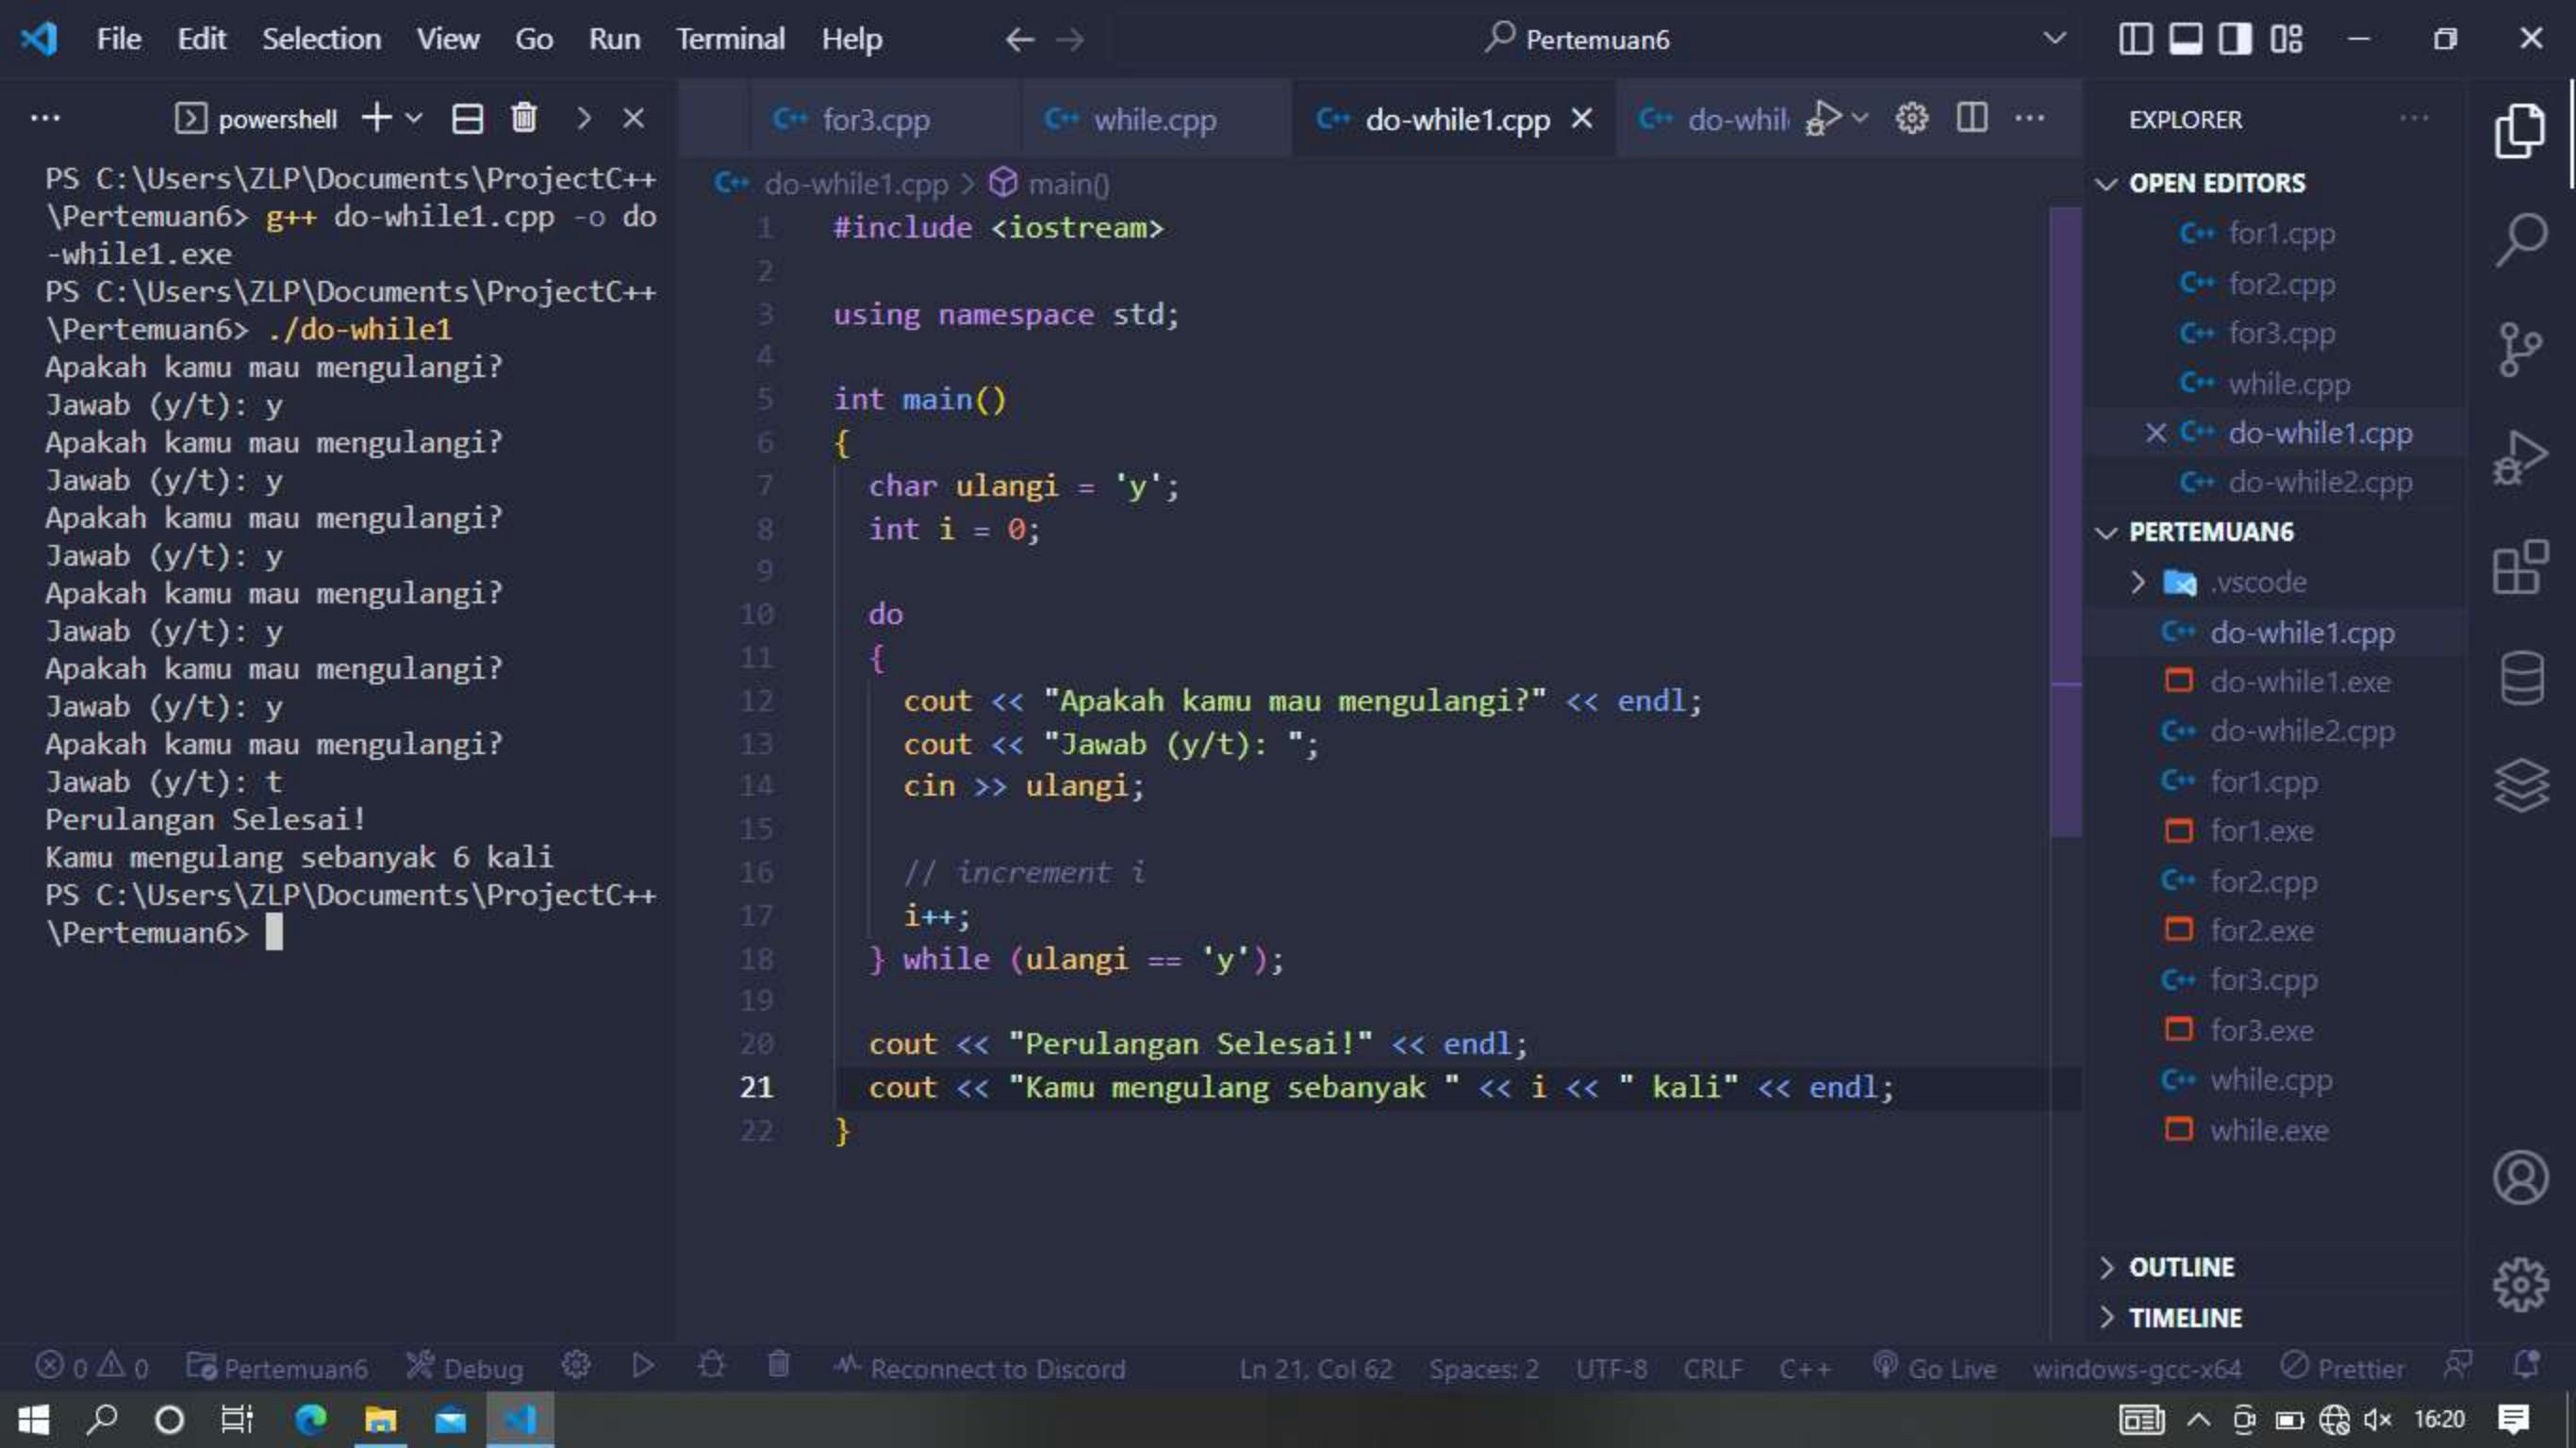 File Edit Selection View Go Run Terminal Help Pertemuan6
powershell
PS C:\Users\ZLP\Documents\ProjectC++
\Pertemuan6> g++ do-while1.cpp -o do
-while1.exe
PS C:\Users\ZLP\Documents\ProjectC++
\Pertemuan6> ./do-while1
Apakah kamu mau mengulangi?
Jawab (y/t): y
Apakah kamu mau mengulangi?
Jawab (y/t): y
Apakah kamu mau mengulangi?
Jawab (y/t): y
Apakah kamu mau mengulangi?
Jawab (y/t): y
Apakah kamu mau mengulangi?
Jawab (y/t): y
Apakah kamu mau mengulangi?
Jawab (y/t): t
Perulangan Selesai!
Kamu mengulang sebanyak 6 kali
PS C:\Users\ZLP\Documents\ProjectC++
\Pertemuan6>
C++ for3.cpp C++ while.cpp C++ do-while1.cpp C++ do-whil
C++ do-while1.cpp > main()
1 #include <iostream>
2
3 using namespace std;
4
5 int main()
6 {
7 char ulangi = 'y';
8 int i = 0;
9
10 do
11 {
12 cout << "Apakah kamu mau mengulangi?" << endl;
13 cout << "Jawab (y/t): ";
14 cin >> ulangi;
15
16 // increment i
17 i++;
18 } while (ulangi == 'y');
19
20 cout << "Perulangan Selesai!" << endl;
21 cout << "Kamu mengulang sebanyak " << i << " kali" << endl;
22 }
EXPLORER
OPEN EDITORS
C++ for1.cpp
C++ for2.cpp
C++ for3.cpp
C++ while.cpp
C++ do-while1.cpp
C++ do-while2.cpp
PERTEMUAN6
.vscode
C++ do-while1.cpp
do-while1.exe
C++ do-while2.cpp
C++ for1.cpp
for1.exe
C++ for2.cpp
for2.exe
C++ for3.cpp
for3.exe
C++ while.cpp
while.exe
OUTLINE
TIMELINE
0 0 Pertemuan6 Debug Reconnect to Discord Ln 21, Col 62 Spaces: 2 UTF-8 CRLF C++ Go Live windows-gcc-x64 Prettier
16:20